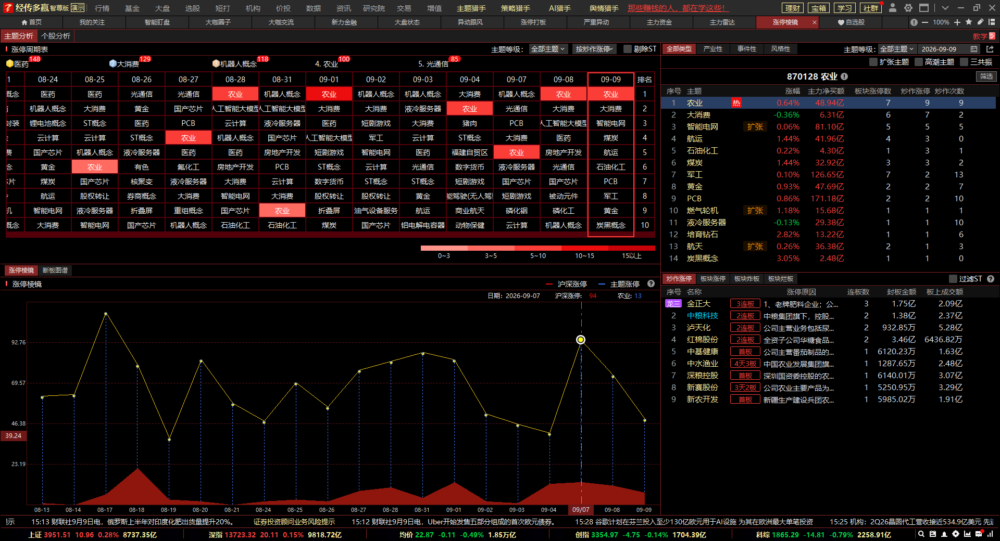 经传多赢 智尊版 演示 行情 基金 大盘 选股 短打 机构 价投 数据 资讯 研究院 交易 增值 主题猎手 策略猎手 AI猎手 舆情猎手 那些赚钱的人，都在学这些！ 理财 宝箱 学习 社群
首页 我的关注 智能盯盘 大咖圈子 大咖交流 新力金融 大盘状态 异动跟风 涨停打板 严重异动 主力资金 主力雷达 涨停棱镜 × 自选股 100%
主题分析 个股分析 教学
涨停周期表 主题等级： 全部主题 按炒作涨停 剔除ST
1医药 148 2大消费 129 3机器人概念 118 4. 农业 100 5. 光通信 85
1 08-24 08-25 08-26 08-27 08-28 08-31 09-01 09-02 09-03 09-04 09-07 09-08 09-09 排名
概念 医药 医药 光通信 光通信 农业 机器人概念 农业 机器人概念 机器人概念 大消费 机器人概念 农业 农业 1
机器人概念 大消费 黄金 国产芯片 人工智能大模型 人工智能大模型 大消费 大消费 液冷服务器 农业 光通信 大消费 大消费 2
封装 锂电池概念 ST概念 医药 PCB 云计算 液冷服务器 医药 短剧游戏 大消费 猪肉 PCB 人工智能大模型 智能电网 3
云计算 云计算 ST概念 农业 机器人概念 国产芯片 人工智能大模型 军工 云计算 ST概念 大消费 医药 煤炭 4
费 国产芯片 机器人概念 液冷服务器 医药 医药 房地产开发 短剧游戏 智能电网 医药 福建自贸区 农业 房地产开发 航运 5
念 黄金 农业 有色 氟化工 房地产开发 PCB ST概念 云计算 光通信 数字货币 液冷服务器 光通信 石油化工 6
芯片 煤炭 国产芯片 核聚变 液冷服务器 大消费 云计算 数字货币 ST概念 ST概念 短剧游戏 国产芯片 国产芯片 PCB 7
航运 股权转让 券商概念 大消费 智能电网 大消费 股权转让 股权转让 黄金 能驾驶(无人驾 短剧游戏 被动元件 军工 8
机 智能电网 液冷服务器 折叠屏 重组概念 国产芯片 农业 折叠屏 油气设备服务 航运 商业航天 磷化铟 磷化工 黄金 9
概念 大消费 智能电网 国产芯片 机器人概念 石油化工 石油化工 煤炭 国产芯片 铝电解电容器 动物保健 云计算 机器人概念 炭黑概念 10
0~3 3~5 5~10 10~15 15以上
涨停棱镜 断板图谱
涨停棱镜 沪深涨停 主题涨停 ?
日期：2026-09-07 沪深涨停: 94 农业: 13
92.76
69.57
46.38
39.24
23.19
08-13 08-14 08-17 08-18 08-19 08-20 08-21 08-24 08-25 08-26 08-27 08-28 08-31 09-01 09-02 09-03 09-04 09/07 09-08 09-09
全部类型 产业性 事件性 风格性 主题等级： 全部主题 2026-09-09
扩张主题 高潮主题 三共振
870128 农业 筛选
序号 主题 涨幅 主力净买额 板块涨停数 炒作涨停 炒作次数
1 农业 热 0.64% 48.94亿 7 9 9
2 大消费 -0.36% 6.31亿 6 7 2
3 智能电网 扩张 0.06% 81.10亿 5 5 5
4 航运 1.44% 41.96亿 4 3 0
5 石油化工 0.22% 4.30亿 1 3 1
6 煤炭 1.44% 32.92亿 3 3 2
7 军工 0.10% 126.65亿 7 2 13
8 黄金 0.93% 47.69亿 2 2 7
9 PCB 0.86% 171.18亿 2 2 10
10 燃气轮机 扩张 1.18% 15.68亿 1 1 1
11 液冷服务器 -0.13% 29.38亿 1 1 10
12 培育钻石 2.82% 13.22亿 1 1 6
13 航天 扩张 0.26% 36.38亿 2 1 3
14 炭黑概念 3.05% 2.48亿 1 1 0
炒作涨停 板块涨停 板块炸板 板块烂板 过滤ST ?
序号 名称 涨停原因 连板数 封板金额 板上成交额
龙三 金正大 3连板 1、老牌肥料企业；公... 3 1.75亿 2.09亿
2 中粮科技 2连板 中粮集团旗下，控股... 2 1.38亿 2.37亿
3 泸天化 2连板 公司主营业务包括尿... 2 932.85万 5.28亿
4 红棉股份 2连板 全资子公司华糖食品... 2 3.46亿 6436.82万
5 中基健康 首板 公司主营番茄制品的... 1 6120.23万 1.63亿
6 中水渔业 4天3板 中国农业发展集团旗... 1 1287.65万 2.48亿
7 深粮控股 首板 深圳国资委控股的农... 1 6140.01万 3.07亿
8 新赛股份 3天2板 公司农业主要产品为... 1 5250.95万 3.29亿
9 新农开发 首板 新疆生产建设兵团农... 1 5985.02万 1.91亿
示 15:13 财联社9月9日电，俄罗斯上半年对印度化肥出货量提升20%。 证券投资顾问业务风险提示 15:12 财联社9月9日电，Uber开始发售五部分组成的首次欧元债券。 15:28 谷歌计划在芬兰投入至少130亿欧元用于AI设施 为其在欧洲最大单笔投资 15:25 机构：2Q26晶圆代工营收接近534.9亿美元 先进
上证 3951.51 10.96 0.28% 8737.35亿 深指 13723.32 20.11 0.15% 9818.72亿 均价 22.87 -0.11 -0.49% 1.85万亿 创指 3354.97 -4.75 -0.14% 1704.39亿 科综 1865.29 -14.81 -0.79% 2258.91亿